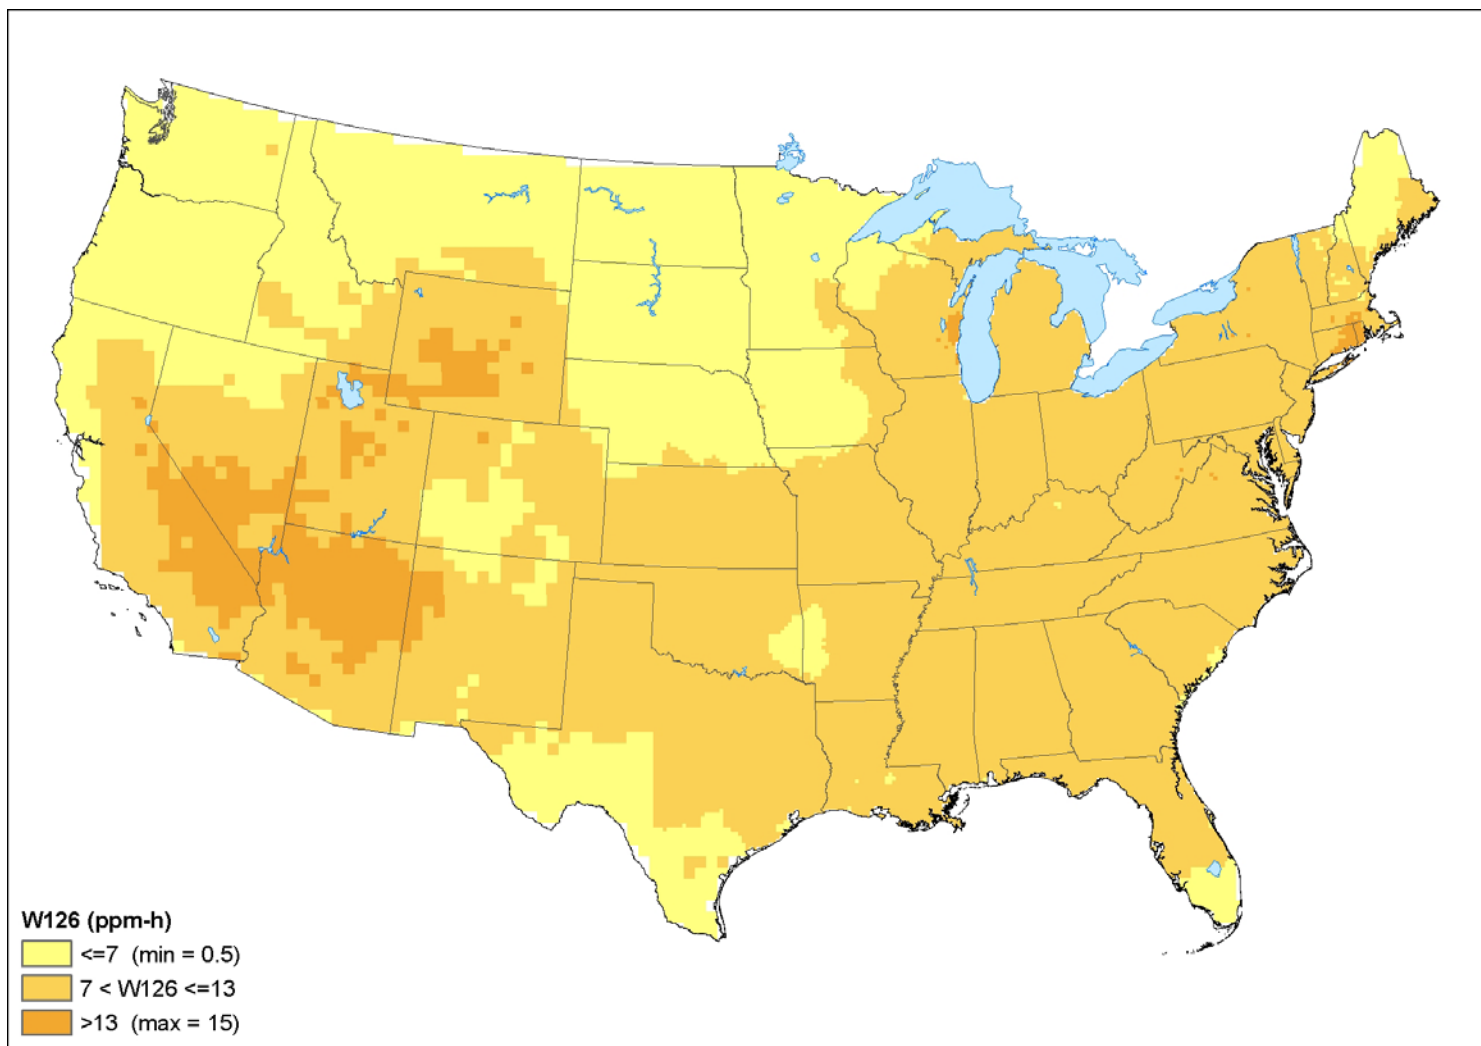 W126 (ppm-h)
<=7 (min = 0.5)
7 < W126 <=13
>13 (max = 15)